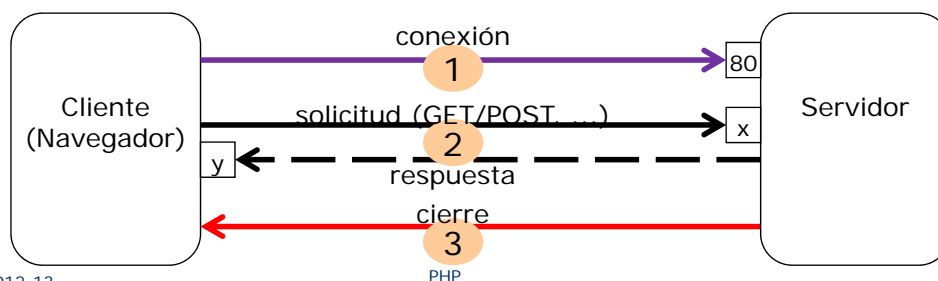 conexión
1
80
Cliente
(Navegador)
Servidor
solicitud (GET/POST, ...)
x
2
y
respuesta
cierre
3
PHP